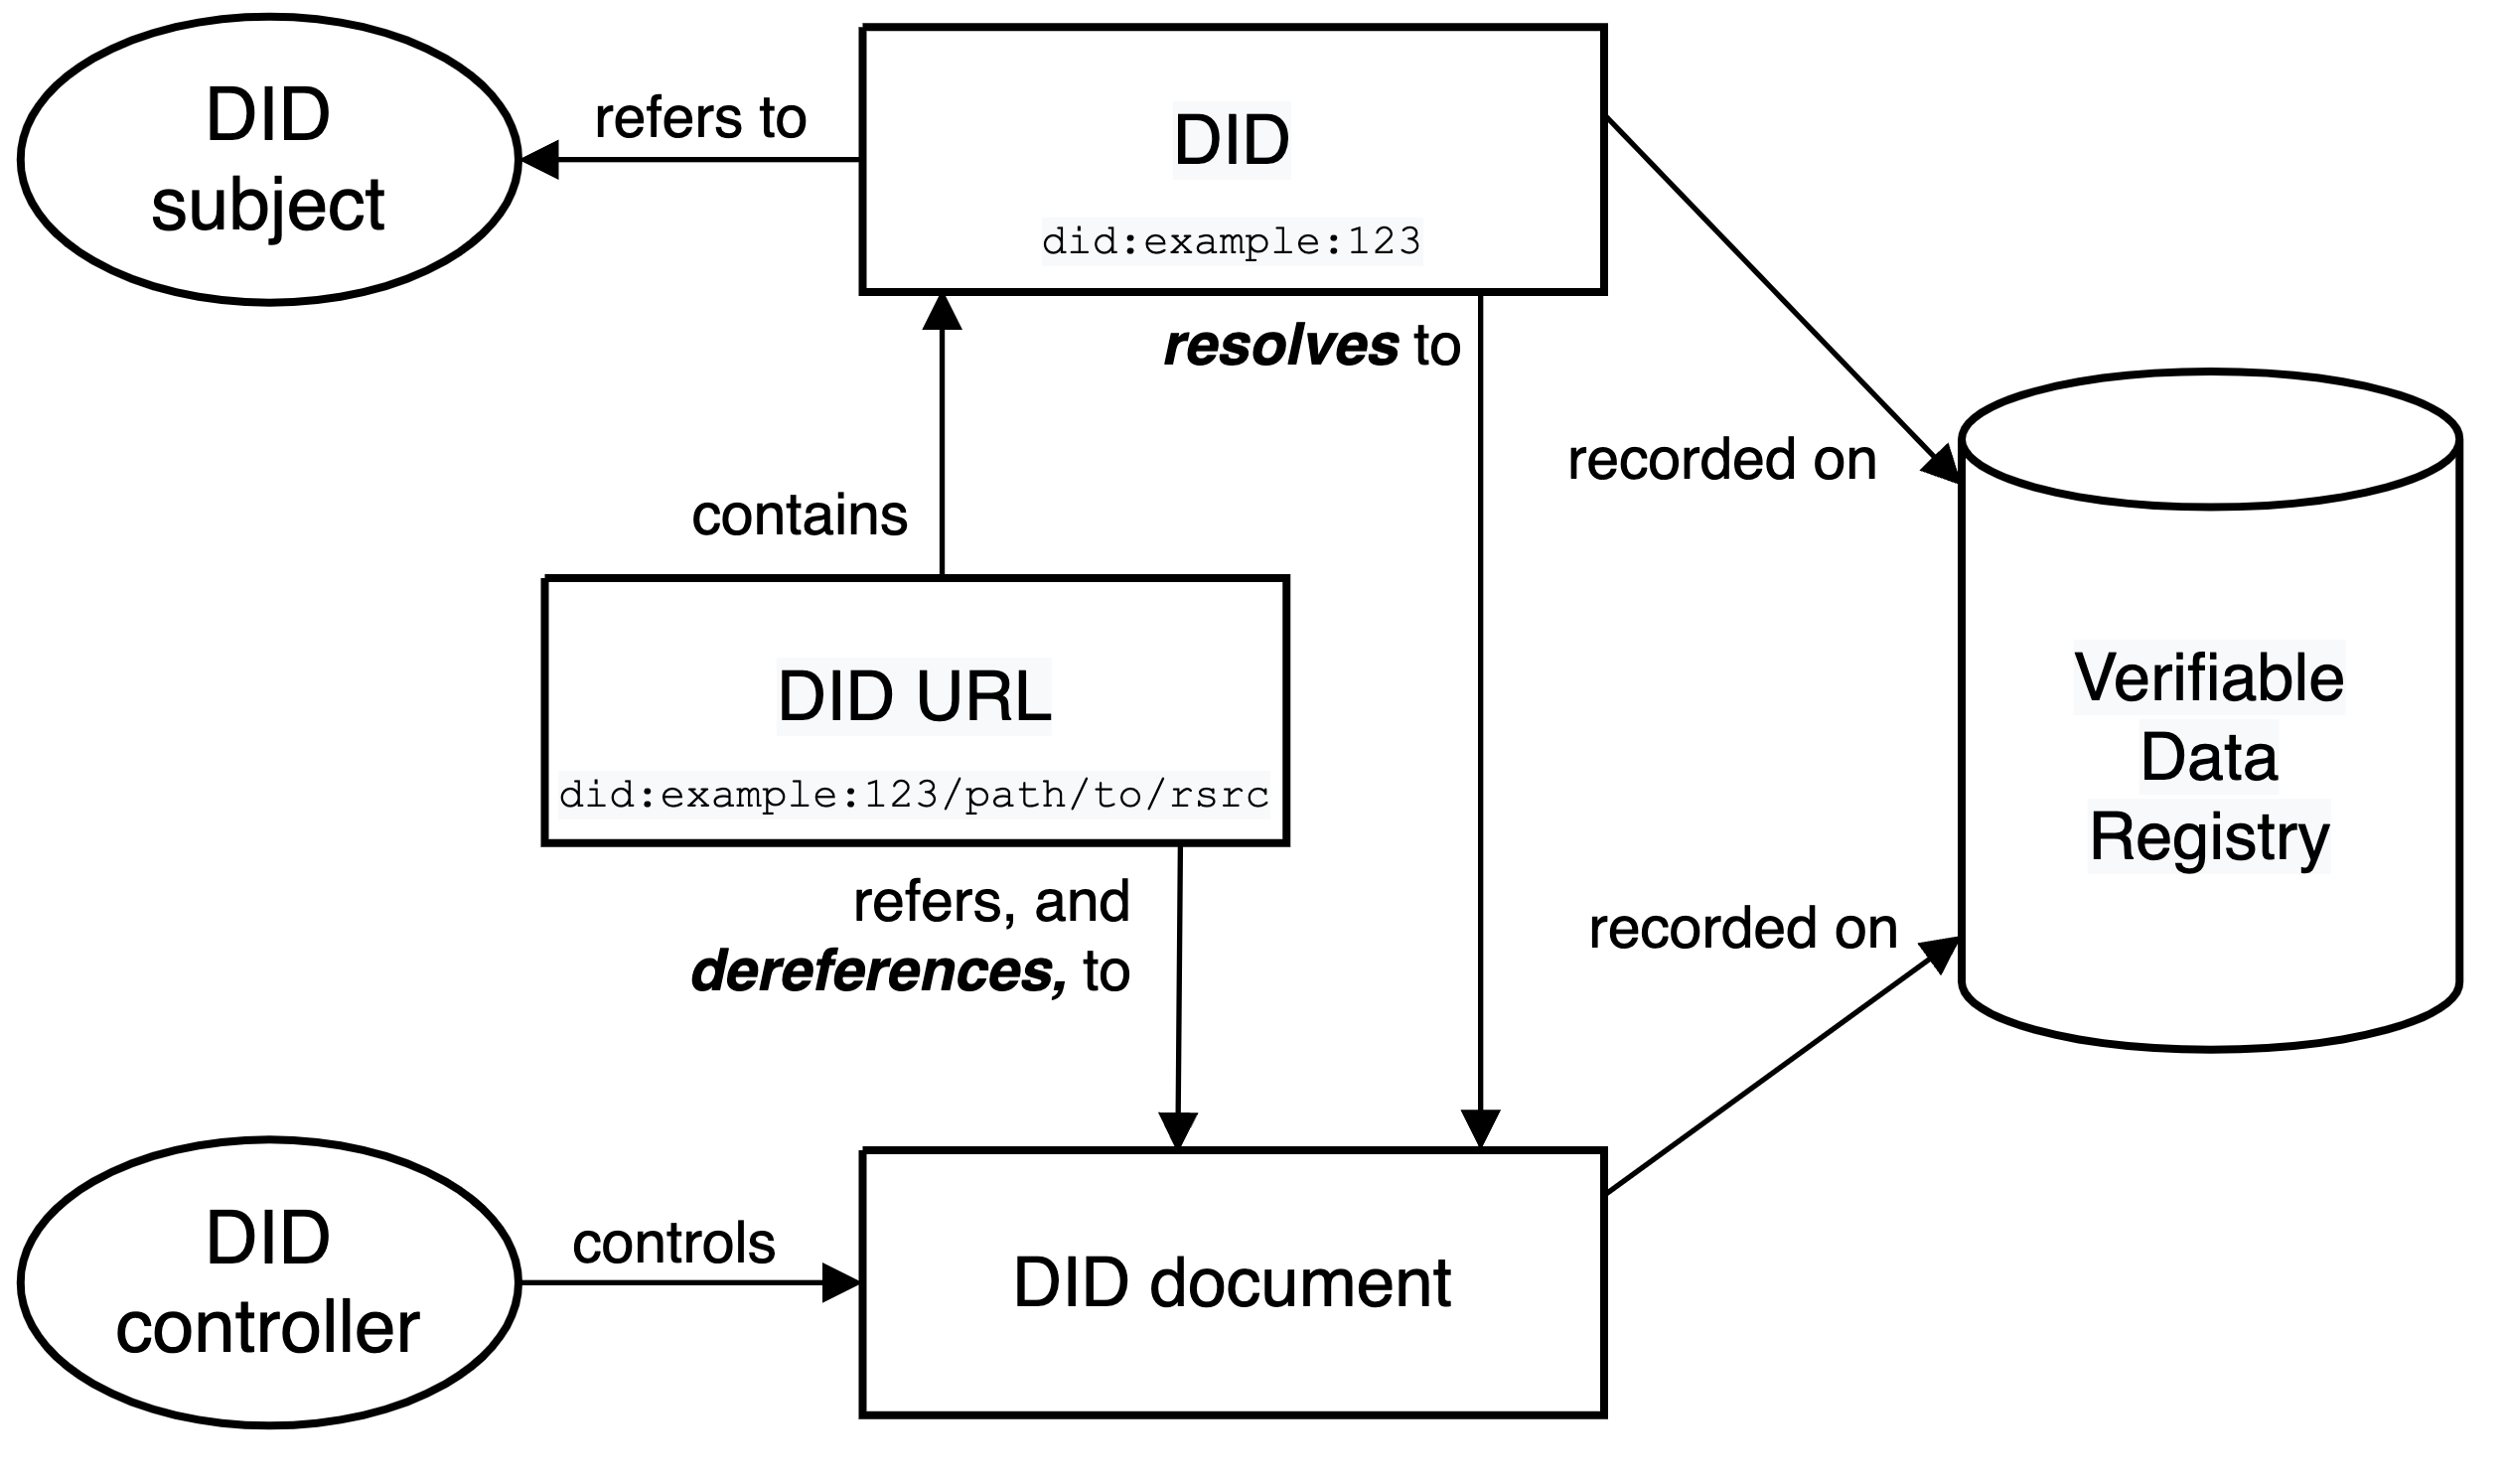 DID
subject
refers to
DID
did:example:123
resolves to
recorded on
contains
DID URL
did:example:123/path/to/rsrc
Verifiable
Data
Registry
refers, and
dereferences, to
recorded on
DID
controller
controls
DID document